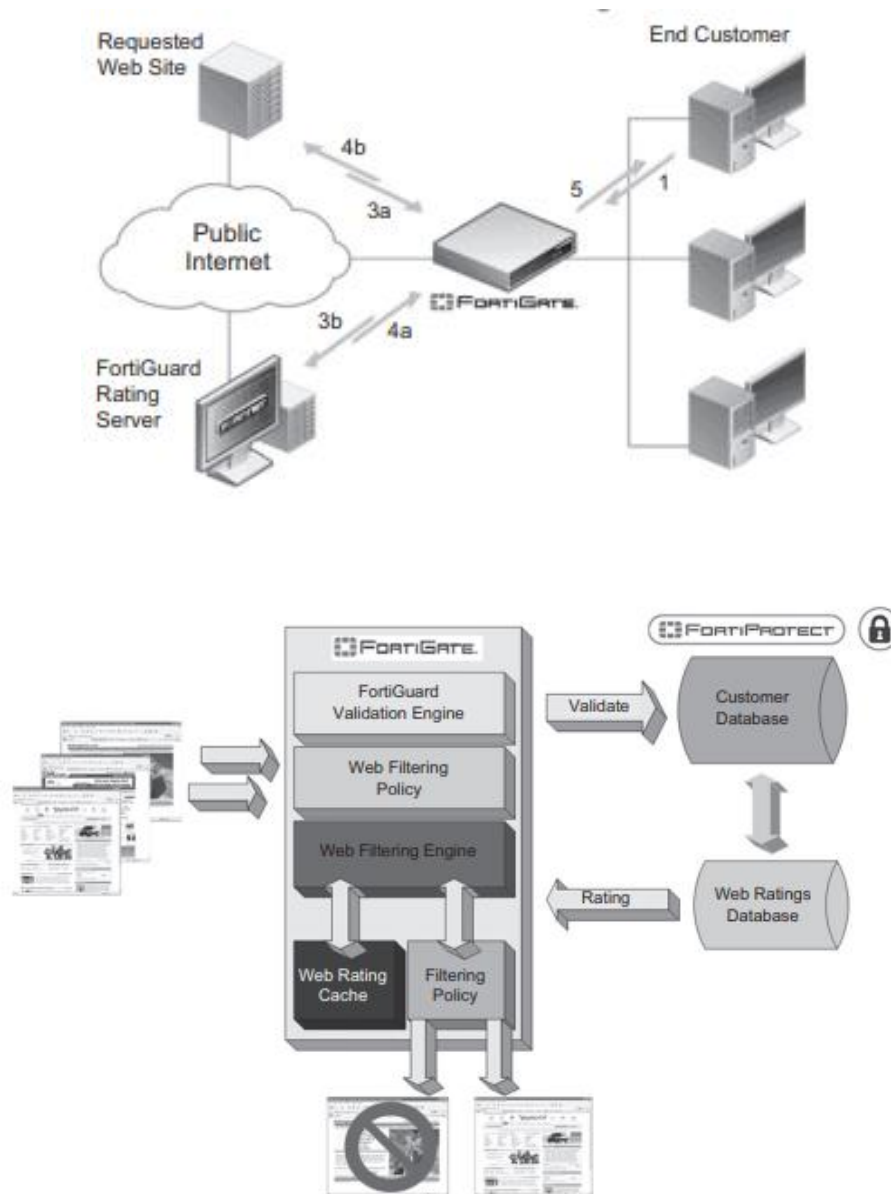 Requested
Web Site
End Customer
4b
3a
5
1
Public
Internet
FORTIGATE.
3b
4a
FortiGuard
Rating
Server
FORTIGATE.
FORTIPROTECT
FortiGuard
Validation Engine
Validate
Customer
Database
Web Filtering
Policy
Web Filtering Engine
Rating
Web Ratings
Database
Web Rating
Cache
Filtering
Policy